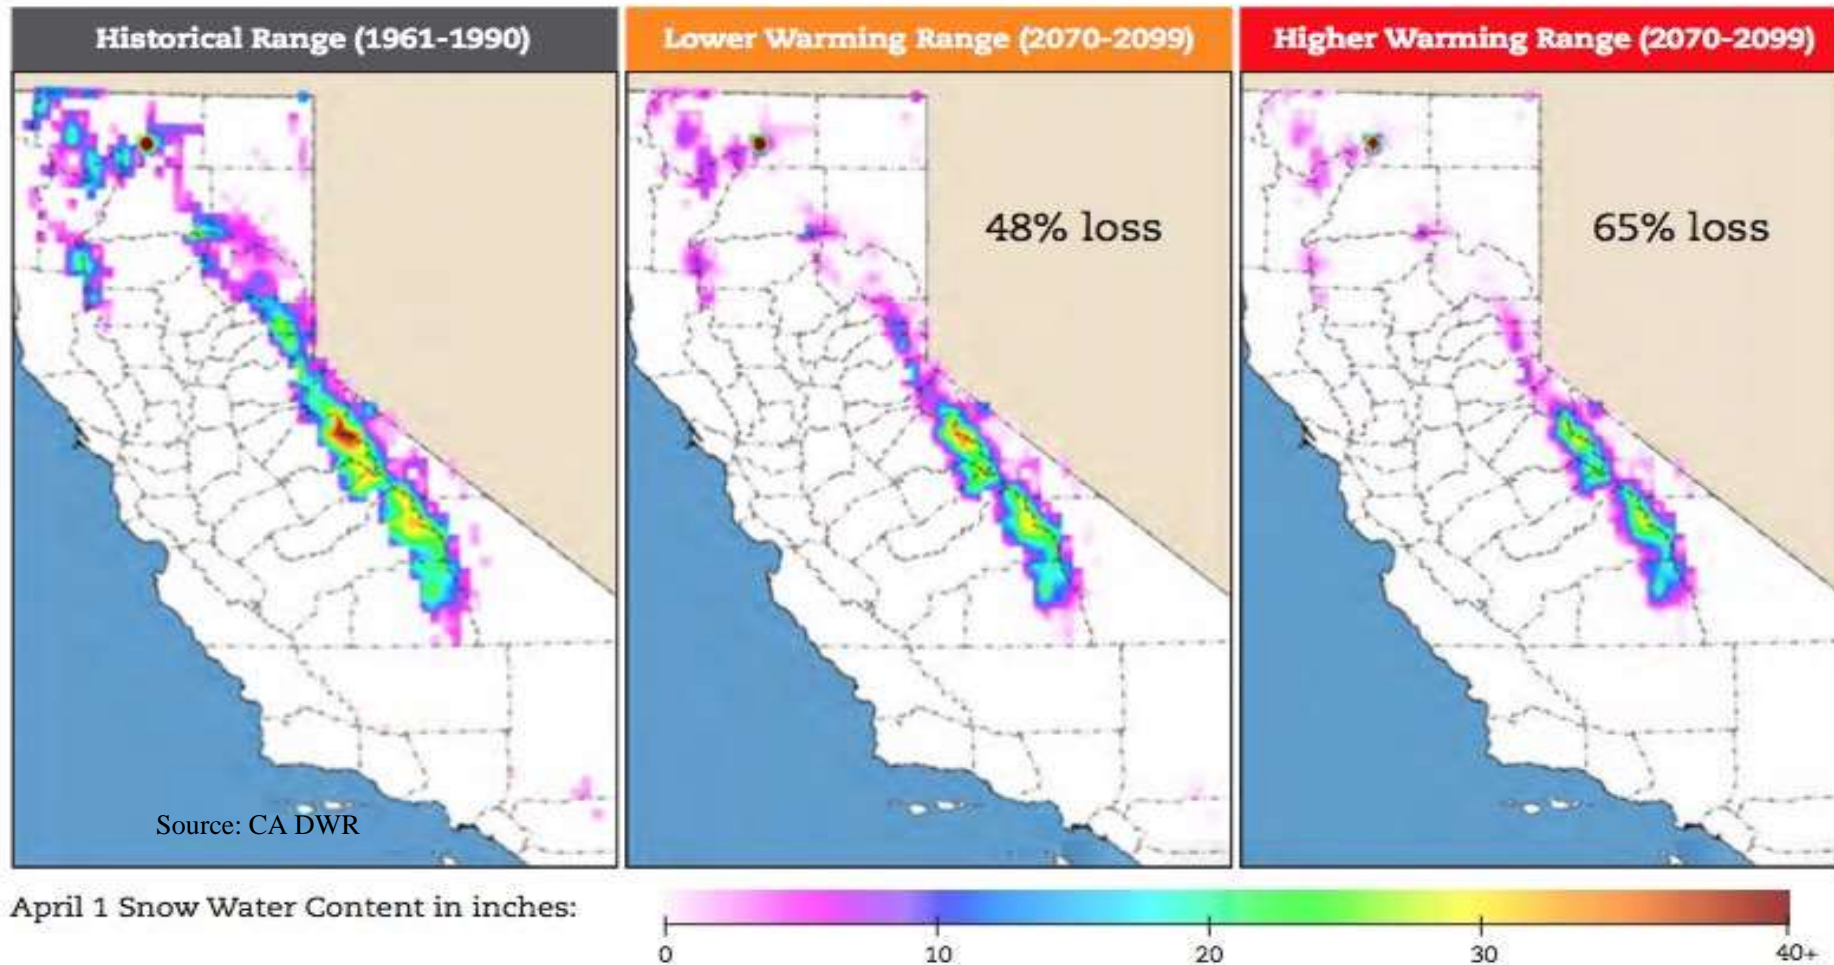 Historical Range (1961-1990)
Lower Warming Range (2070-2099)
Higher Warming Range (2070-2099)
48% loss
65% loss
Source: CA DWR
April 1 Snow Water Content in inches:
0 10 20 30 40+